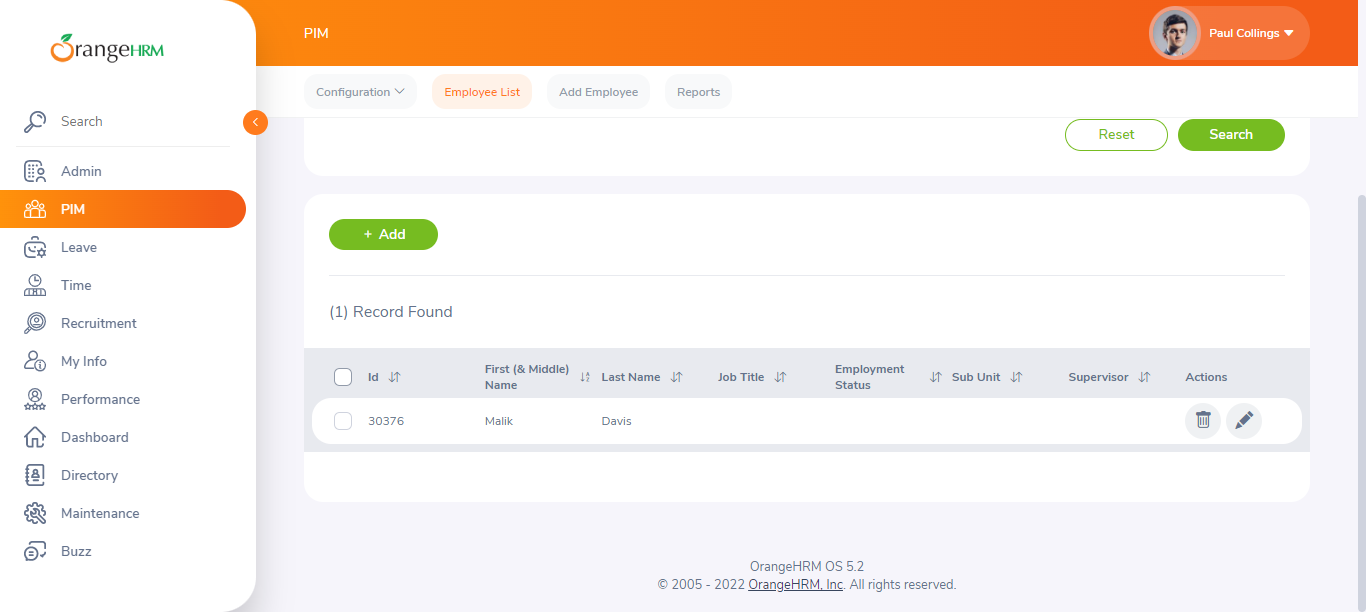 OrangeHRM
PIM
Paul Collings
Configuration
Employee List
Add Employee
Reports
Search
Admin
PIM
Leave
Time
Recruitment
My Info
Performance
Dashboard
Directory
Maintenance
Buzz
Reset
Search
+ Add
(1) Record Found
Id
First (& Middle)
Name
Last Name
Job Title
Employment
Status
Sub Unit
Supervisor
Actions
30376
Malik
Davis
OrangeHRM OS 5.2
© 2005 - 2022 OrangeHRM, Inc. All rights reserved.